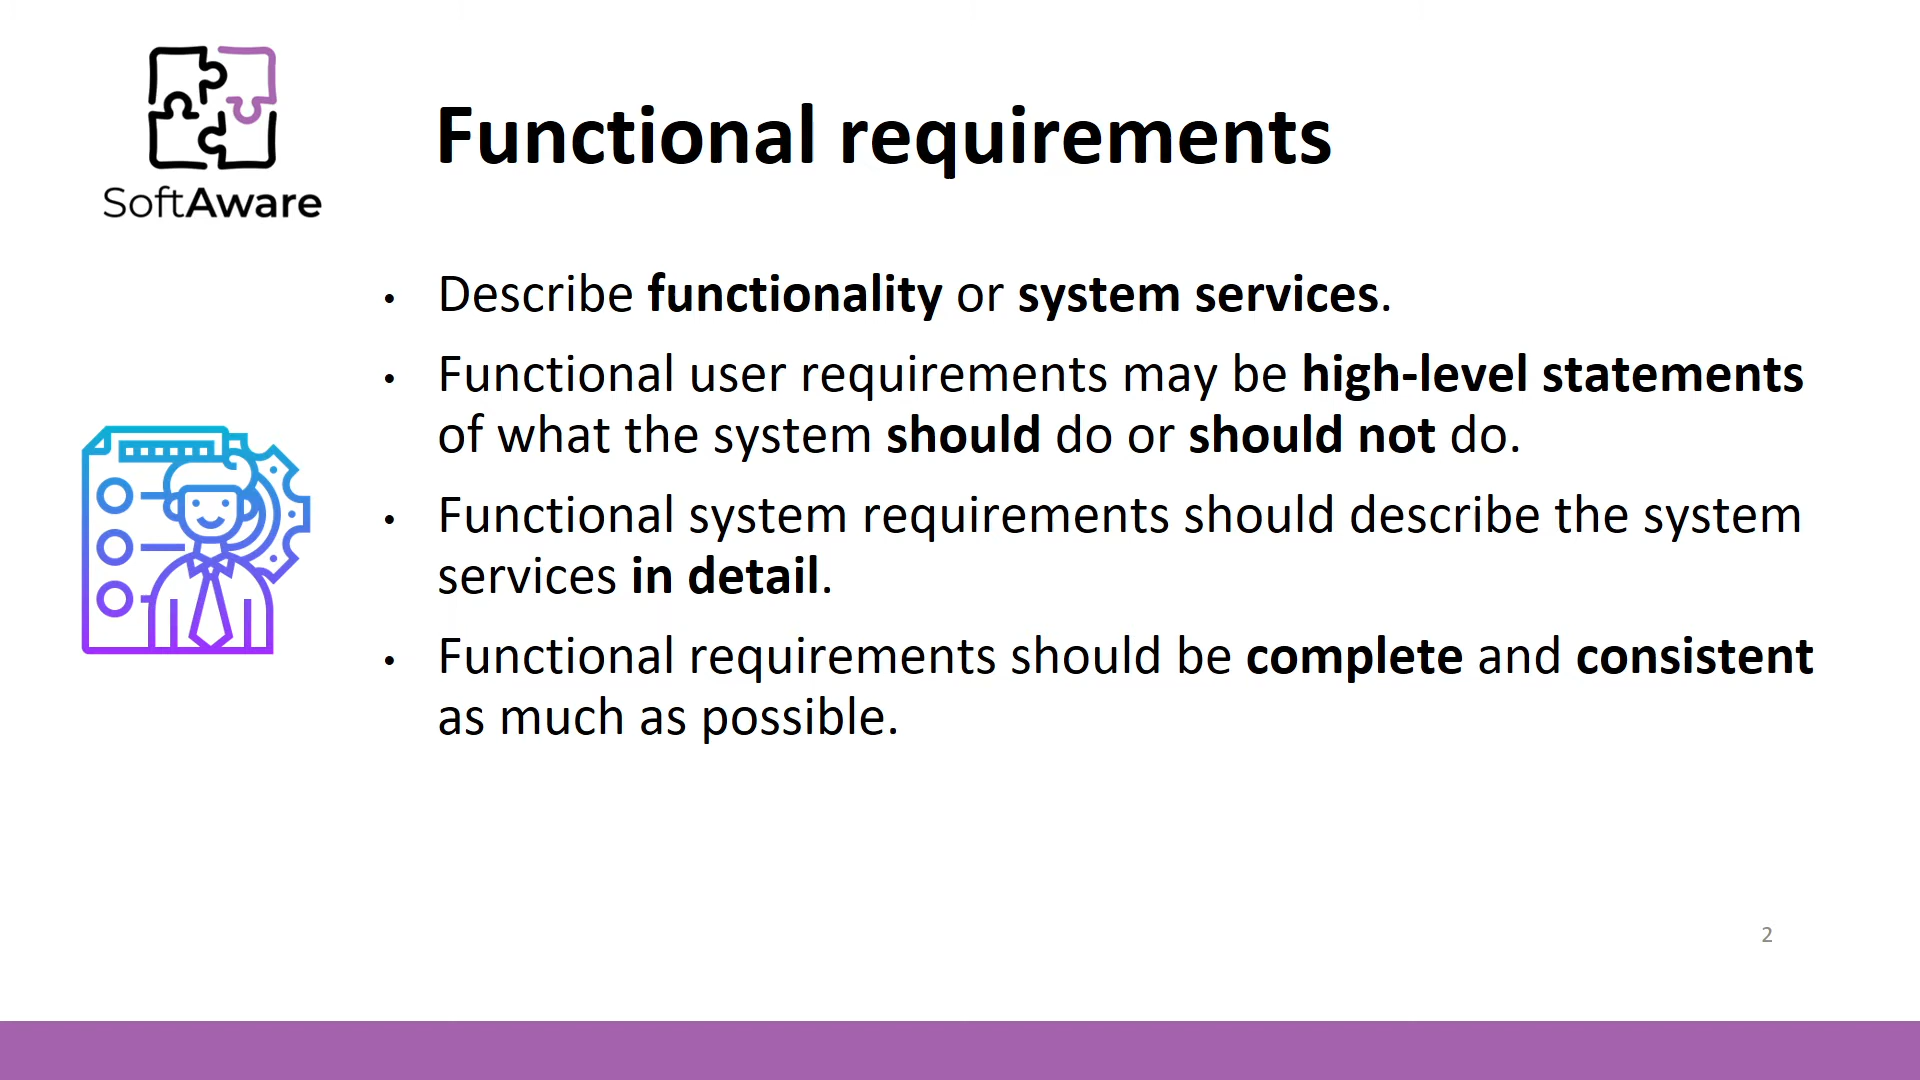 SoftAware
Functional requirements
• Describe functionality or system services.
• Functional user requirements may be high-level statements
of what the system should do or should not do.
• Functional system requirements should describe the system
services in detail.
• Functional requirements should be complete and consistent
as much as possible.
2